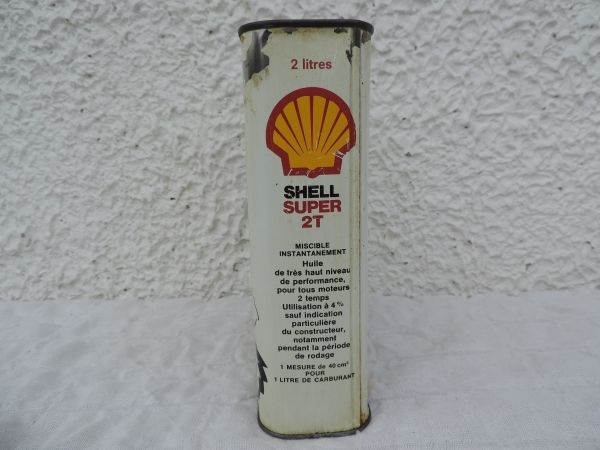 2 litres
SHELL
SUPER
2T
MISCIBLE
INSTANTANEMENT
Huile
de très haut niveau
de performance,
pour tous moteurs
2 temps
Utilisation à 4%
sauf indication
particulière
du constructeur,
notamment
pendant la période
de rodage
1 MESURE de 40 cm³
POUR
1 LITRE DE CARBURANT